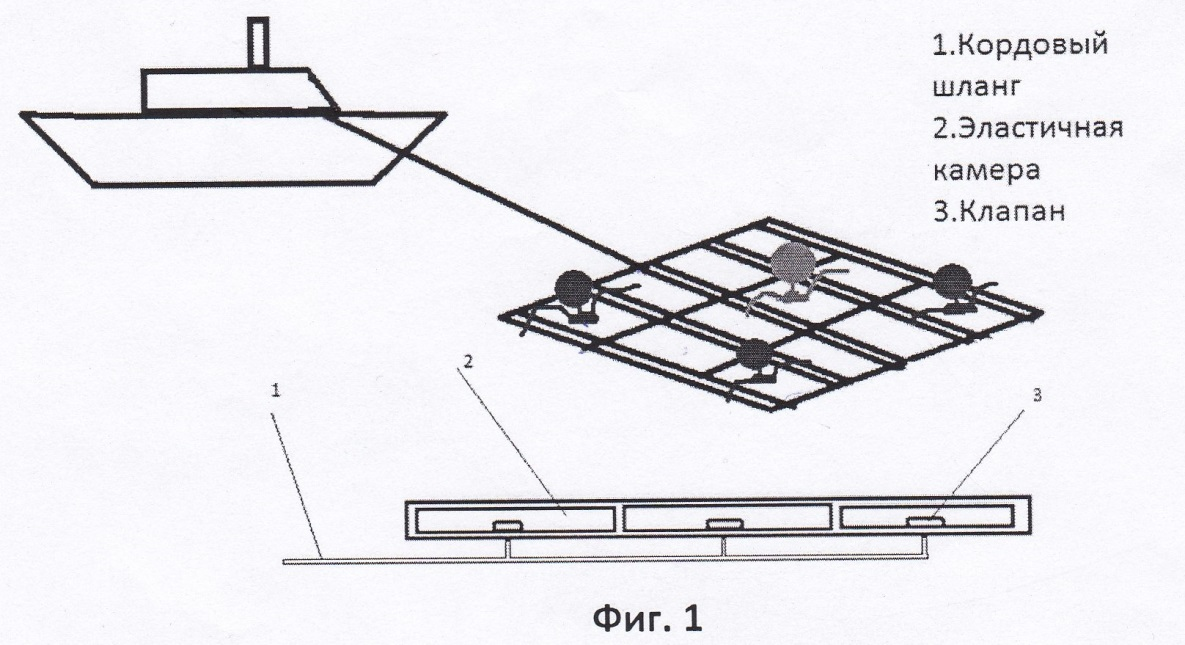 1.Кордовый
шланг
2.Эластичная
камера
3.Клапан
2
1
3
Фиг. 1